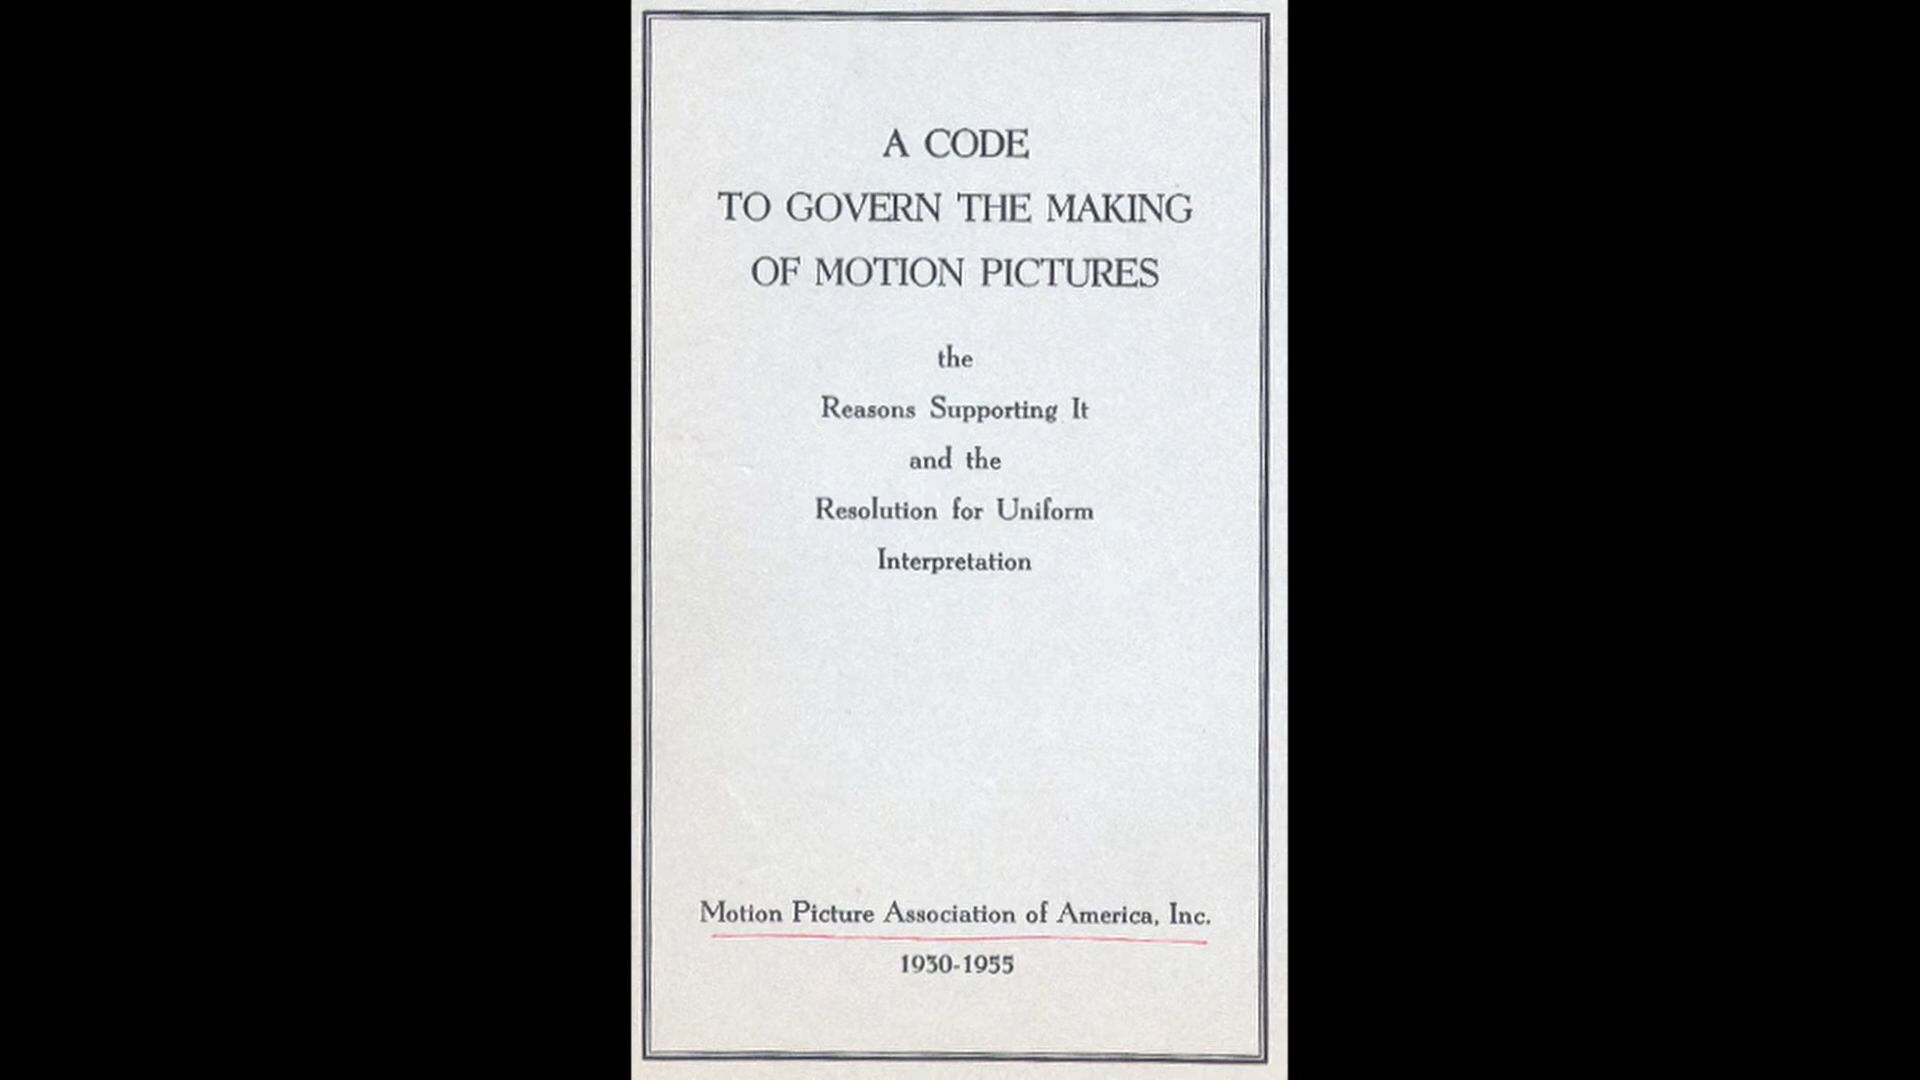 A CODE
TO GOVERN THE MAKING
OF MOTION PICTURES
the
Reasons Supporting It
and the
Resolution for Uniform
Interpretation
Motion Picture Association of America, Inc.
1930-1955